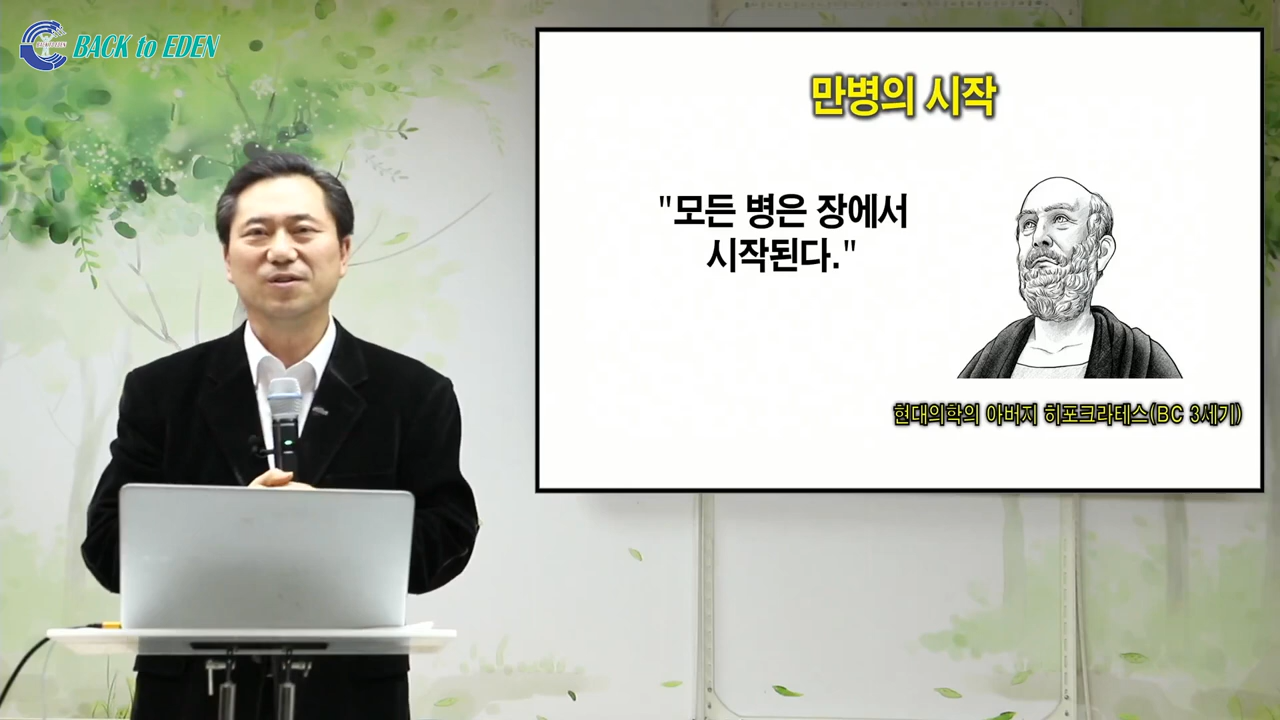 BACK to EDEN
만병의 시작
"모든 병은 장에서
시작된다."
현대의학의 아버지 히포크라테스(BC 3세기)